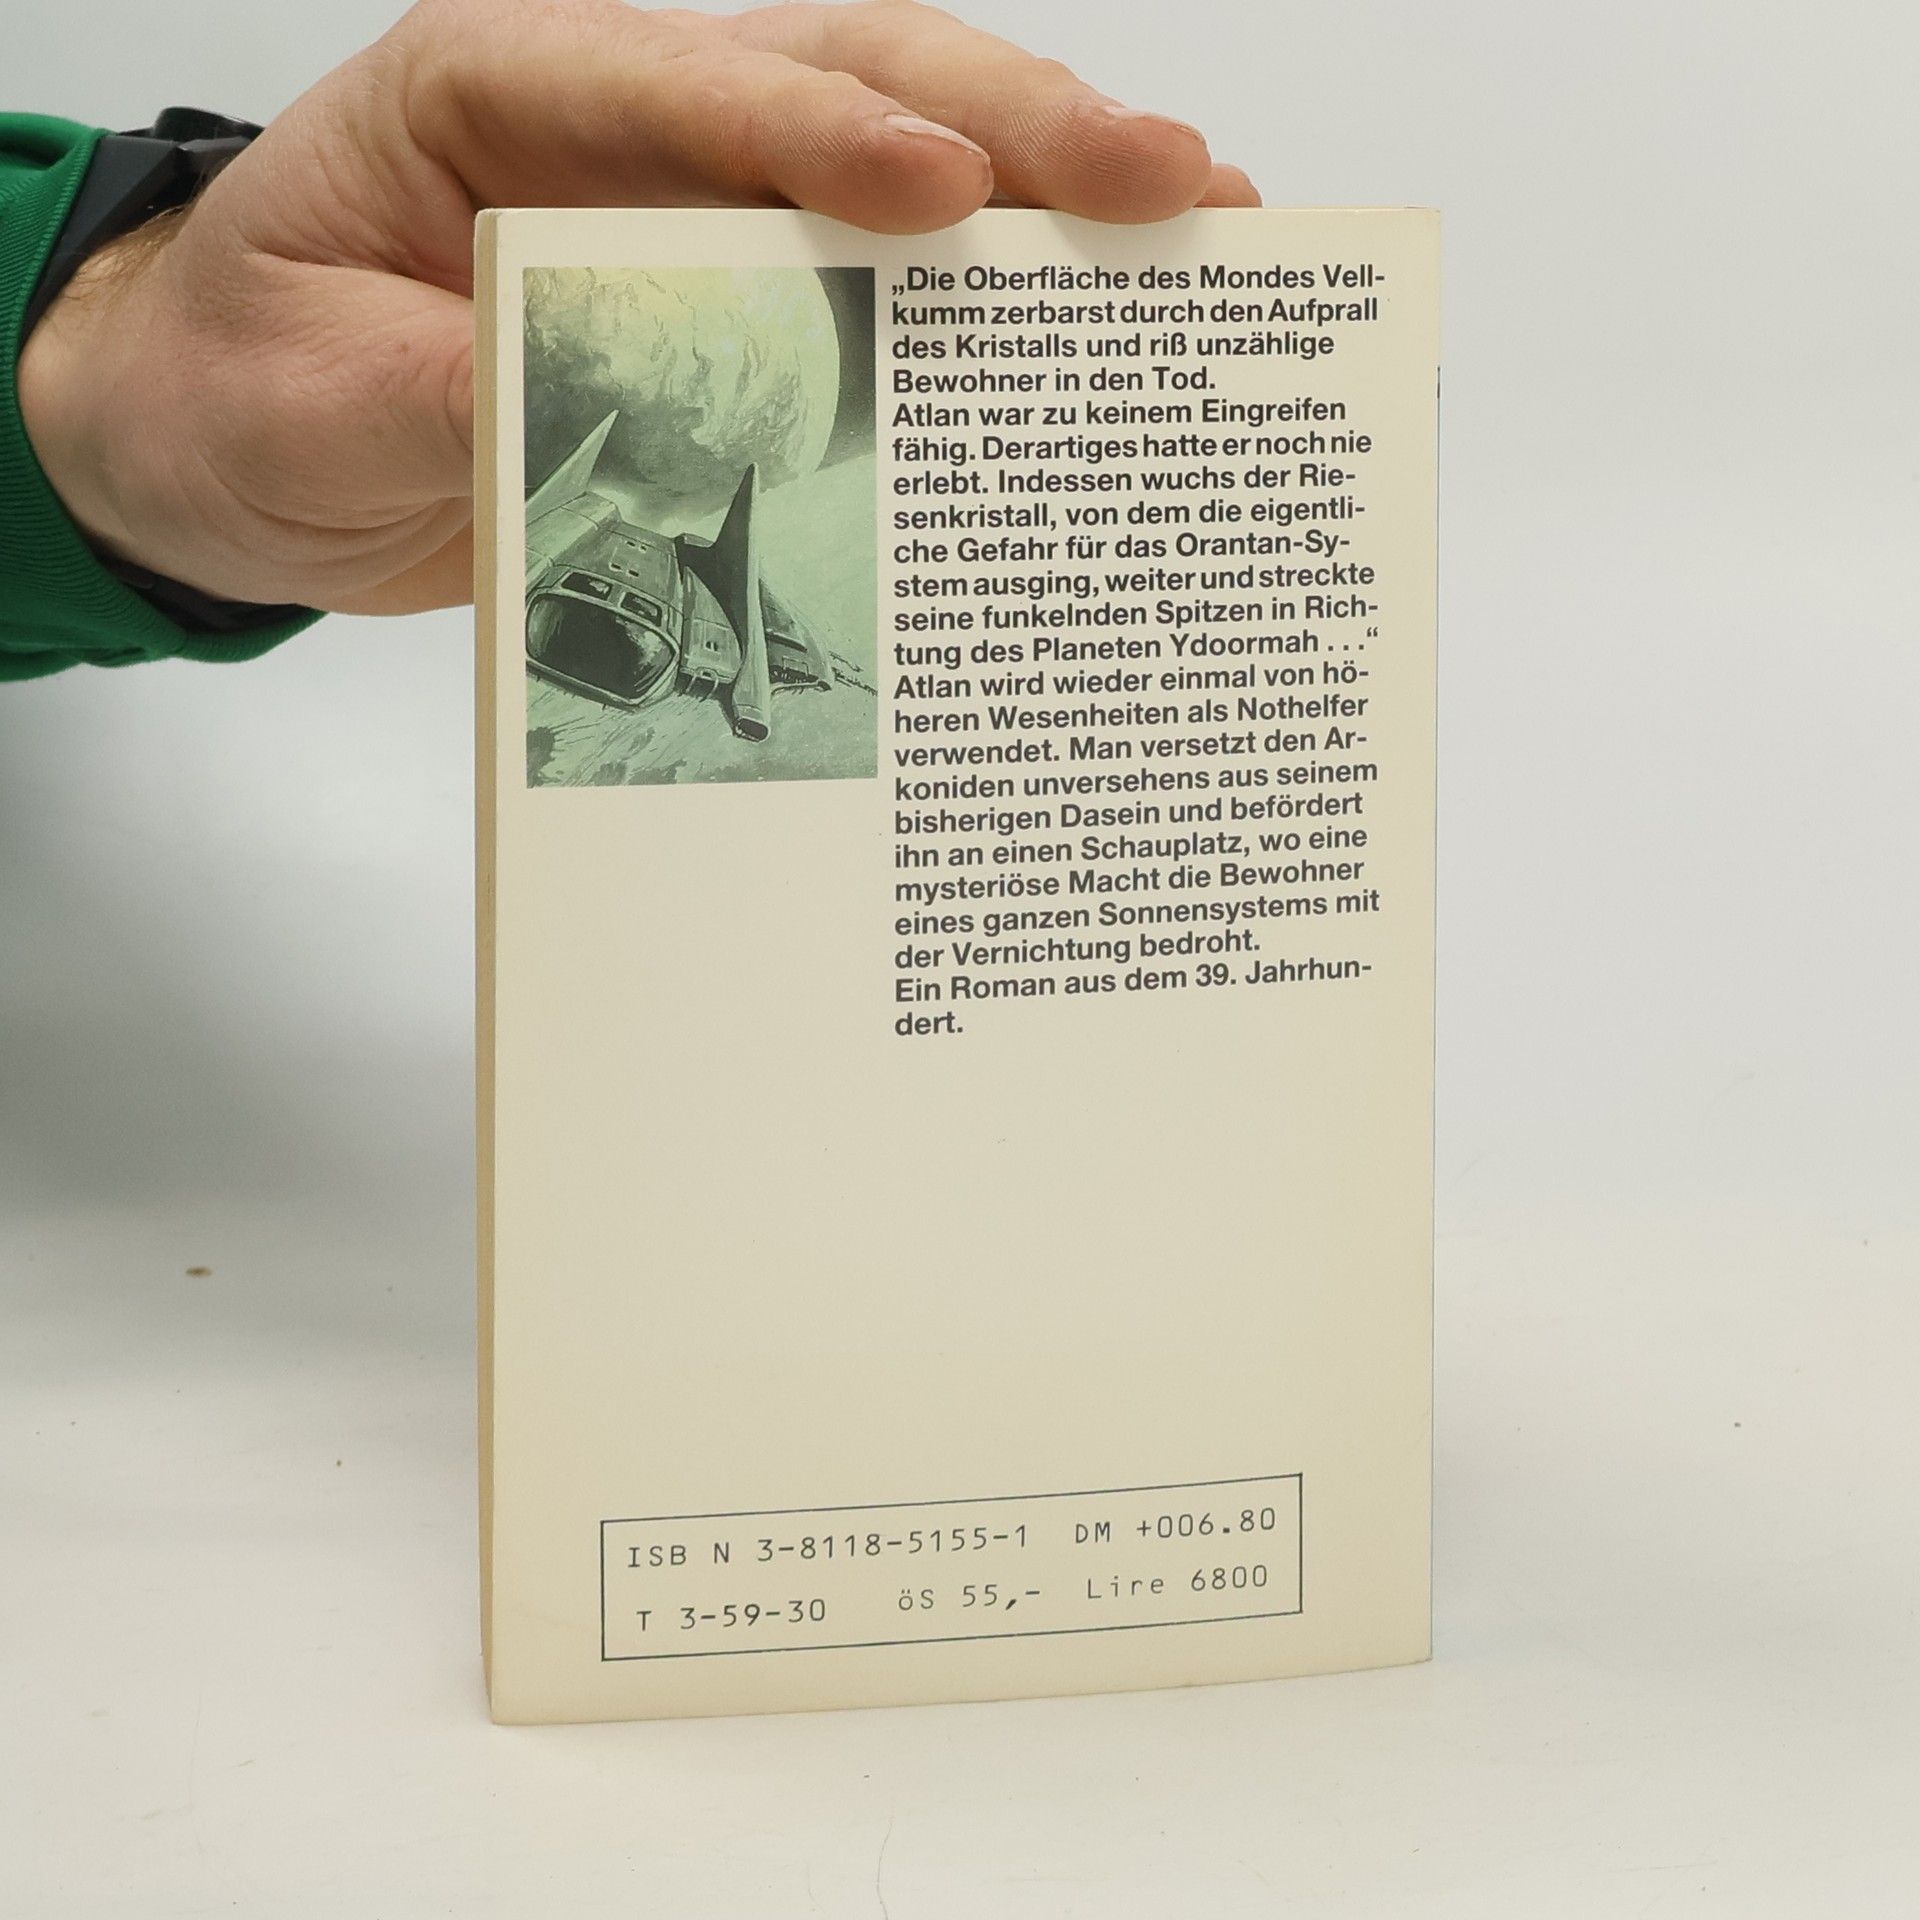 „Die Oberfläche des Mondes Vell-
kumm zerbarst durch den Aufprall
des Kristalls und riß unzählige
Bewohner in den Tod.
Atlan war zu keinem Eingreifen
fähig. Derartiges hatte er noch nie
erlebt. Indessen wuchs der Rie-
senkristall, von dem die eigentli-
che Gefahr für das Orantan-Sy-
stem ausging, weiter und streckte
seine funkelnden Spitzen in Rich-
tung des Planeten Ydoormah . . .“
Atlan wird wieder einmal von hö-
heren Wesenheiten als Nothelfer
verwendet. Man versetzt den Ar-
koniden unversehens aus seinem
bisherigen Dasein und befördert
ihn an einen Schauplatz, wo eine
mysteriöse Macht die Bewohner
eines ganzen Sonnensystems mit
der Vernichtung bedroht.
Ein Roman aus dem 39. Jahrhun-
dert.
ISB N 3-8118-5155-1 DM +006.80
T 3-59-30 öS 55,- Lire 6800